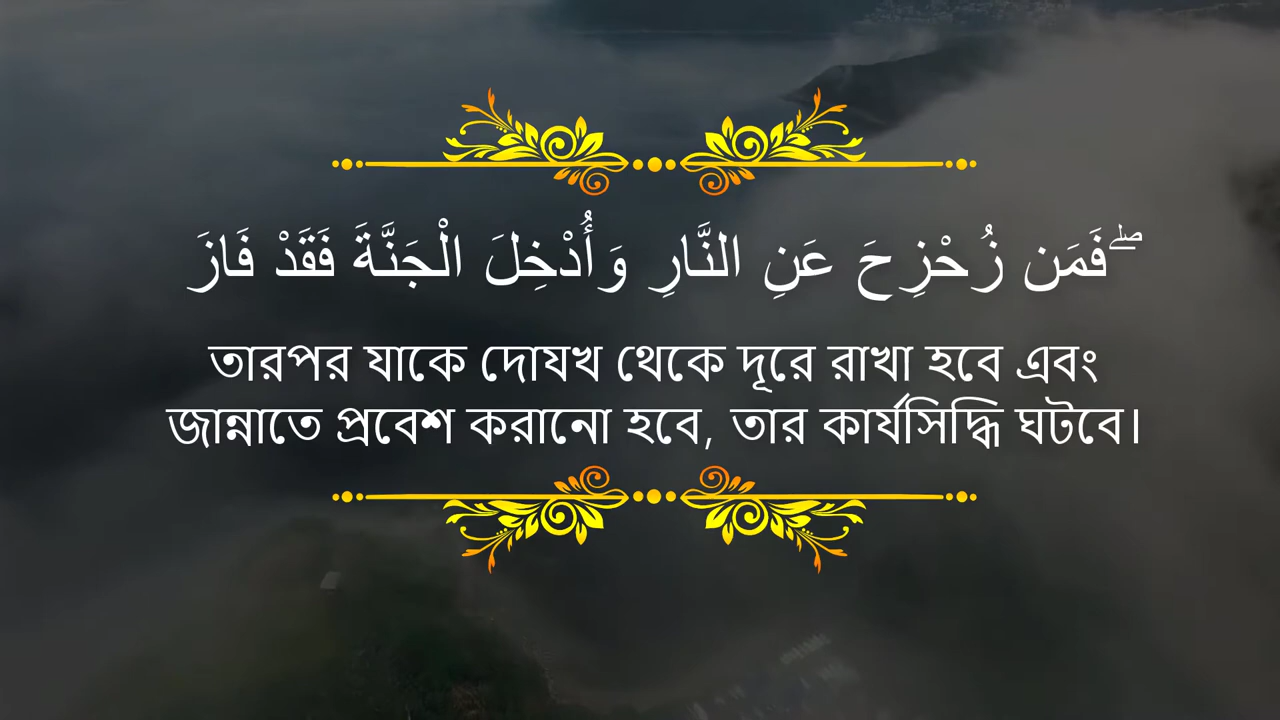 ۖ فَمَن زُحْزِحَ عَنِ النَّارِ وَأُدْخِلَ الْجَنَّةَ فَقَدْ فَازَ
তারপর যাকে দোযখ থেকে দূরে রাখা হবে এবং
জান্নাতে প্রবেশ করানো হবে, তার কার্যসিদ্ধি ঘটবে।